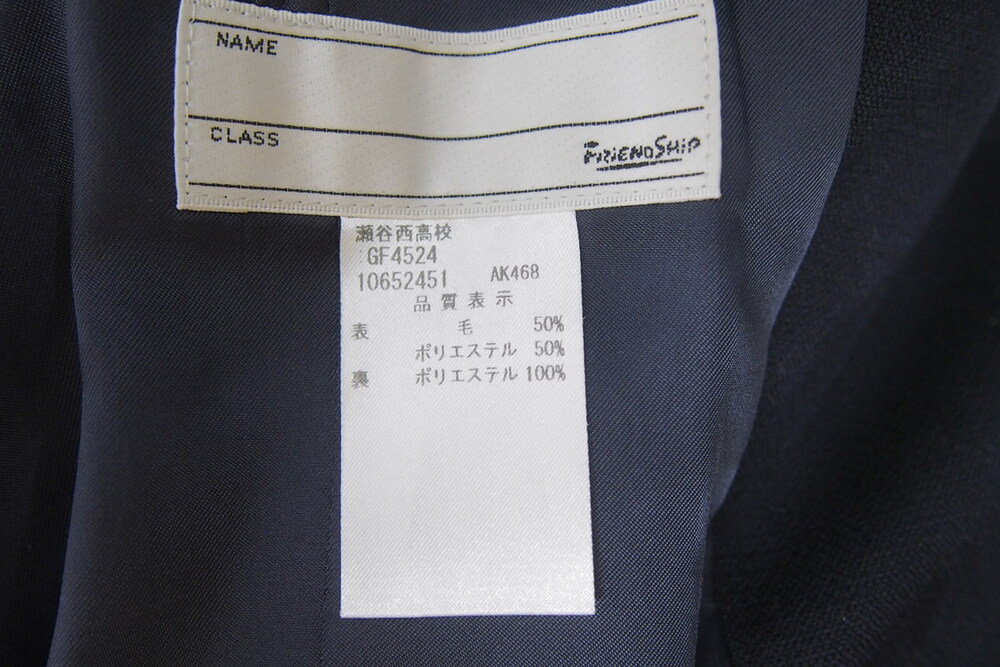 NAME
CLASS
FRIENDSHIP
瀬谷西高校
GF4524
10652451 AK468
品質表示
表 毛 50%
ポリエステル 50%
裏 ポリエステル 100%